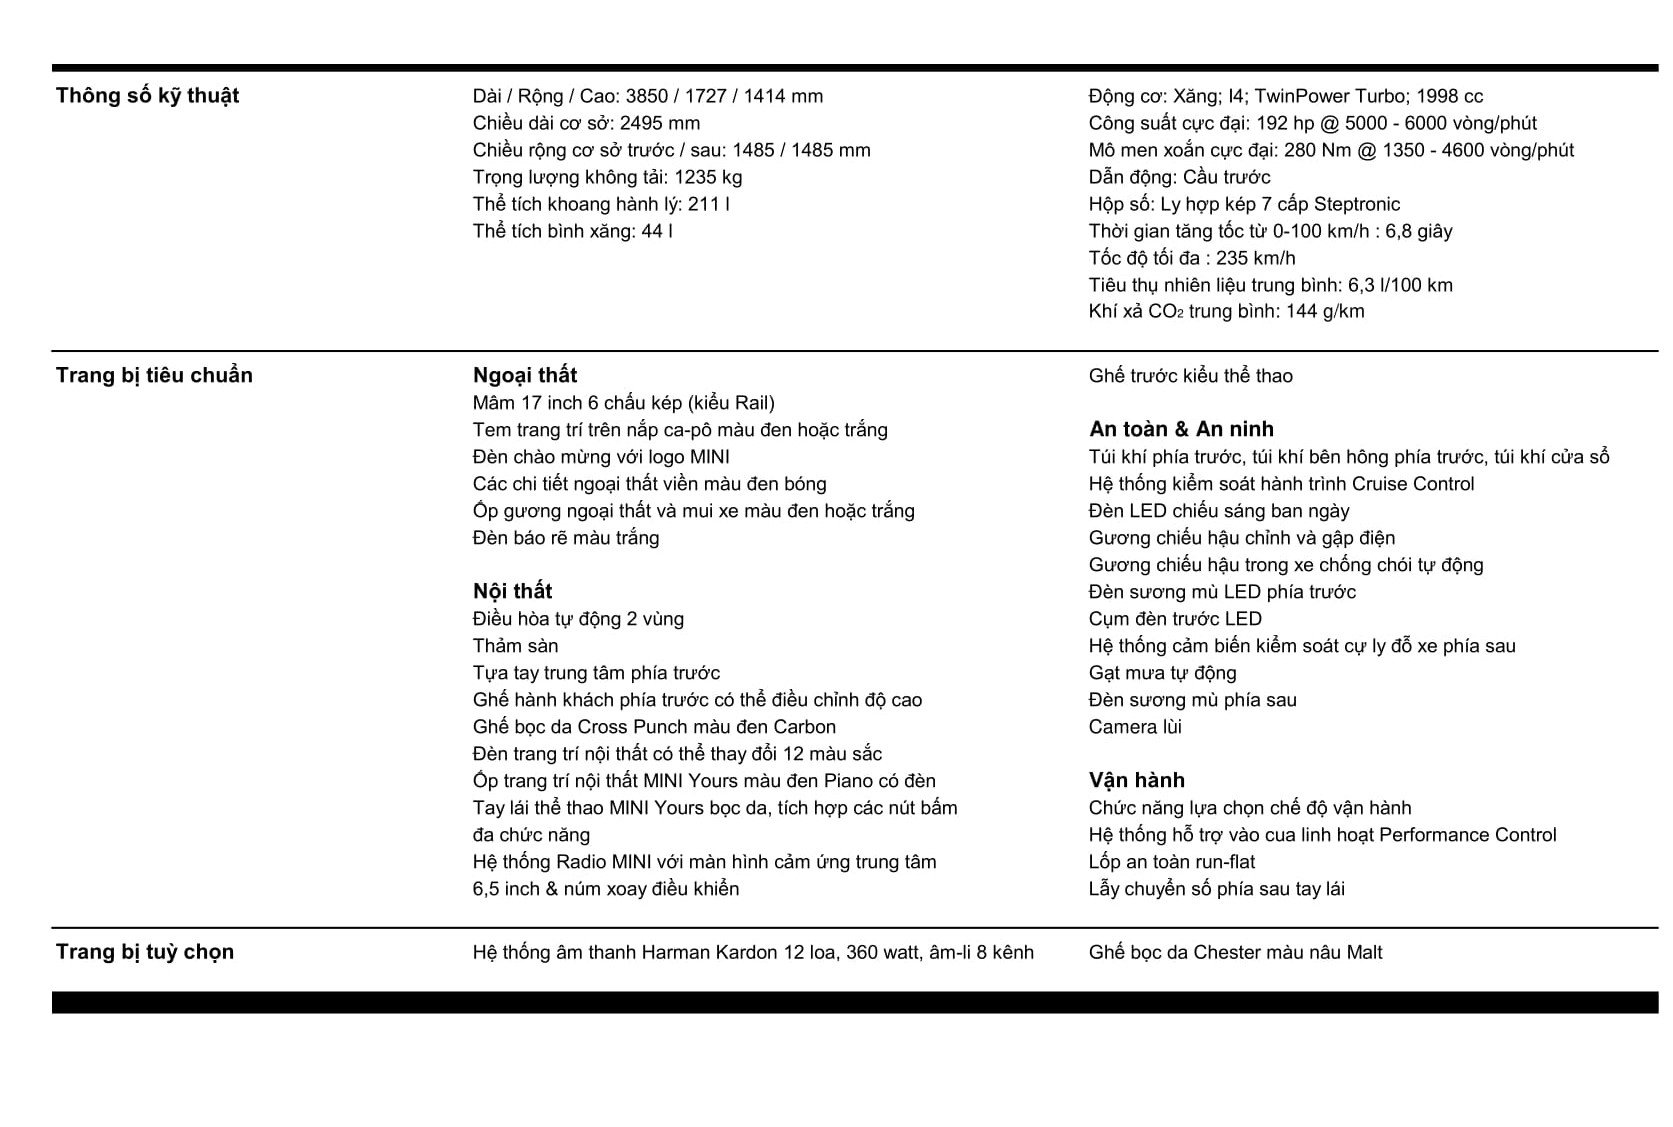 Thông số kỹ thuật
Dài / Rộng / Cao: 3850 / 1727 / 1414 mm
Chiều dài cơ sở: 2495 mm
Chiều rộng cơ sở trước / sau: 1485 / 1485 mm
Trọng lượng không tải: 1235 kg
Thể tích khoang hành lý: 211 l
Thể tích bình xăng: 44 l
Động cơ: Xăng; I4; TwinPower Turbo; 1998 cc
Công suất cực đại: 192 hp @ 5000 - 6000 vòng/phút
Mô men xoắn cực đại: 280 Nm @ 1350 - 4600 vòng/phút
Dẫn động: Cầu trước
Hộp số: Ly hợp kép 7 cấp Steptronic
Thời gian tăng tốc từ 0-100 km/h : 6,8 giây
Tốc độ tối đa : 235 km/h
Tiêu thụ nhiên liệu trung bình: 6,3 l/100 km
Khí xả CO₂ trung bình: 144 g/km
Trang bị tiêu chuẩn
Ngoại thất
Mâm 17 inch 6 chấu kép (kiểu Rail)
Tem trang trí trên nắp ca-pô màu đen hoặc trắng
Đèn chào mừng với logo MINI
Các chi tiết ngoại thất viền màu đen bóng
Ốp gương ngoại thất và mui xe màu đen hoặc trắng
Đèn báo rẽ màu trắng
Nội thất
Điều hòa tự động 2 vùng
Thảm sàn
Tựa tay trung tâm phía trước
Ghế hành khách phía trước có thể điều chỉnh độ cao
Ghế bọc da Cross Punch màu đen Carbon
Đèn trang trí nội thất có thể thay đổi 12 màu sắc
Ốp trang trí nội thất MINI Yours màu đen Piano có đèn
Tay lái thể thao MINI Yours bọc da, tích hợp các nút bấm
đa chức năng
Hệ thống Radio MINI với màn hình cảm ứng trung tâm
6,5 inch & núm xoay điều khiển
Ghế trước kiểu thể thao
An toàn & An ninh
Túi khí phía trước, túi khí bên hông phía trước, túi khí cửa sổ
Hệ thống kiểm soát hành trình Cruise Control
Đèn LED chiếu sáng ban ngày
Gương chiếu hậu chỉnh và gập điện
Gương chiếu hậu trong xe chống chói tự động
Đèn sương mù LED phía trước
Cụm đèn trước LED
Hệ thống cảm biến kiểm soát cự ly đỗ xe phía sau
Gạt mưa tự động
Đèn sương mù phía sau
Camera lùi
Vận hành
Chức năng lựa chọn chế độ vận hành
Hệ thống hỗ trợ vào cua linh hoạt Performance Control
Lốp an toàn run-flat
Lẫy chuyển số phía sau tay lái
Trang bị tuỳ chọn
Hệ thống âm thanh Harman Kardon 12 loa, 360 watt, âm-li 8 kênh
Ghế bọc da Chester màu nâu Malt